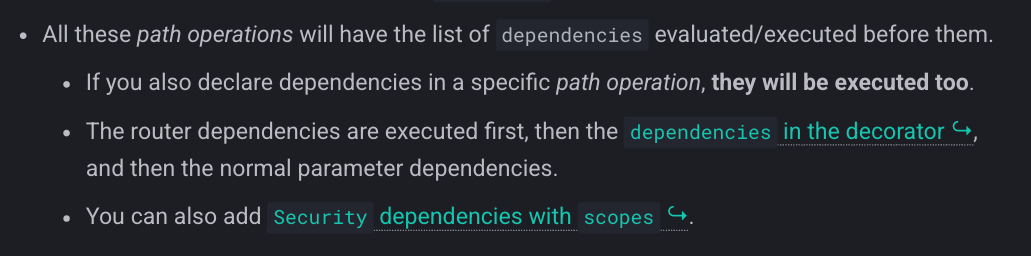 • All these path operations will have the list of dependencies evaluated/executed before them.
• If you also declare dependencies in a specific path operation, they will be executed too.
• The router dependencies are executed first, then the dependencies in the decorator ↪,
and then the normal parameter dependencies.
• You can also add Security dependencies with scopes ↪.